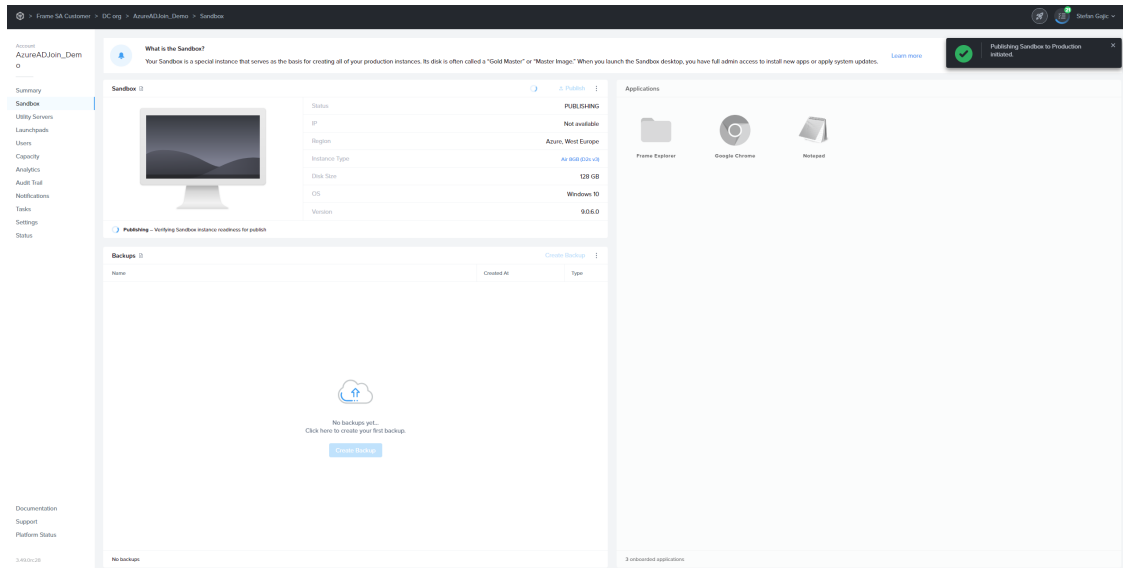 > Frame SA Customer > DC org > AzureADJoin_Demo > Sandbox
21
Stefan Gajic
Account
AzureADJoin_Dem
o
Summary
Sandbox
Utility Servers
Launchpads
Users
Capacity
Analytics
Audit Trail
Notifications
Tasks
Settings
Status
Documentation
Support
Platform Status
What is the Sandbox?
Your Sandbox is a special instance that serves as the basis for creating all of your production instances. Its disk is often called a "Gold Master" or "Master Image." When you launch the Sandbox desktop, you have full admin access to install new apps or apply system updates.
Learn more
Publishing Sandbox to Production
Initiated.
Sandbox
Publish
Status PUBLISHING
IP Not available
Region Azure, West Europe
Instance Type Air 8GB (D2s v3)
Disk Size 128 GB
OS Windows 10
Version 9.0.6.0
Publishing – Verifying Sandbox instance readiness for publish
Backups
Create Backup
Name Created At Type
No backups yet...
Click here to create your first backup.
Create Backup
No backups
Applications
Frame Explorer Google Chrome Notepad
3 onboarded applications